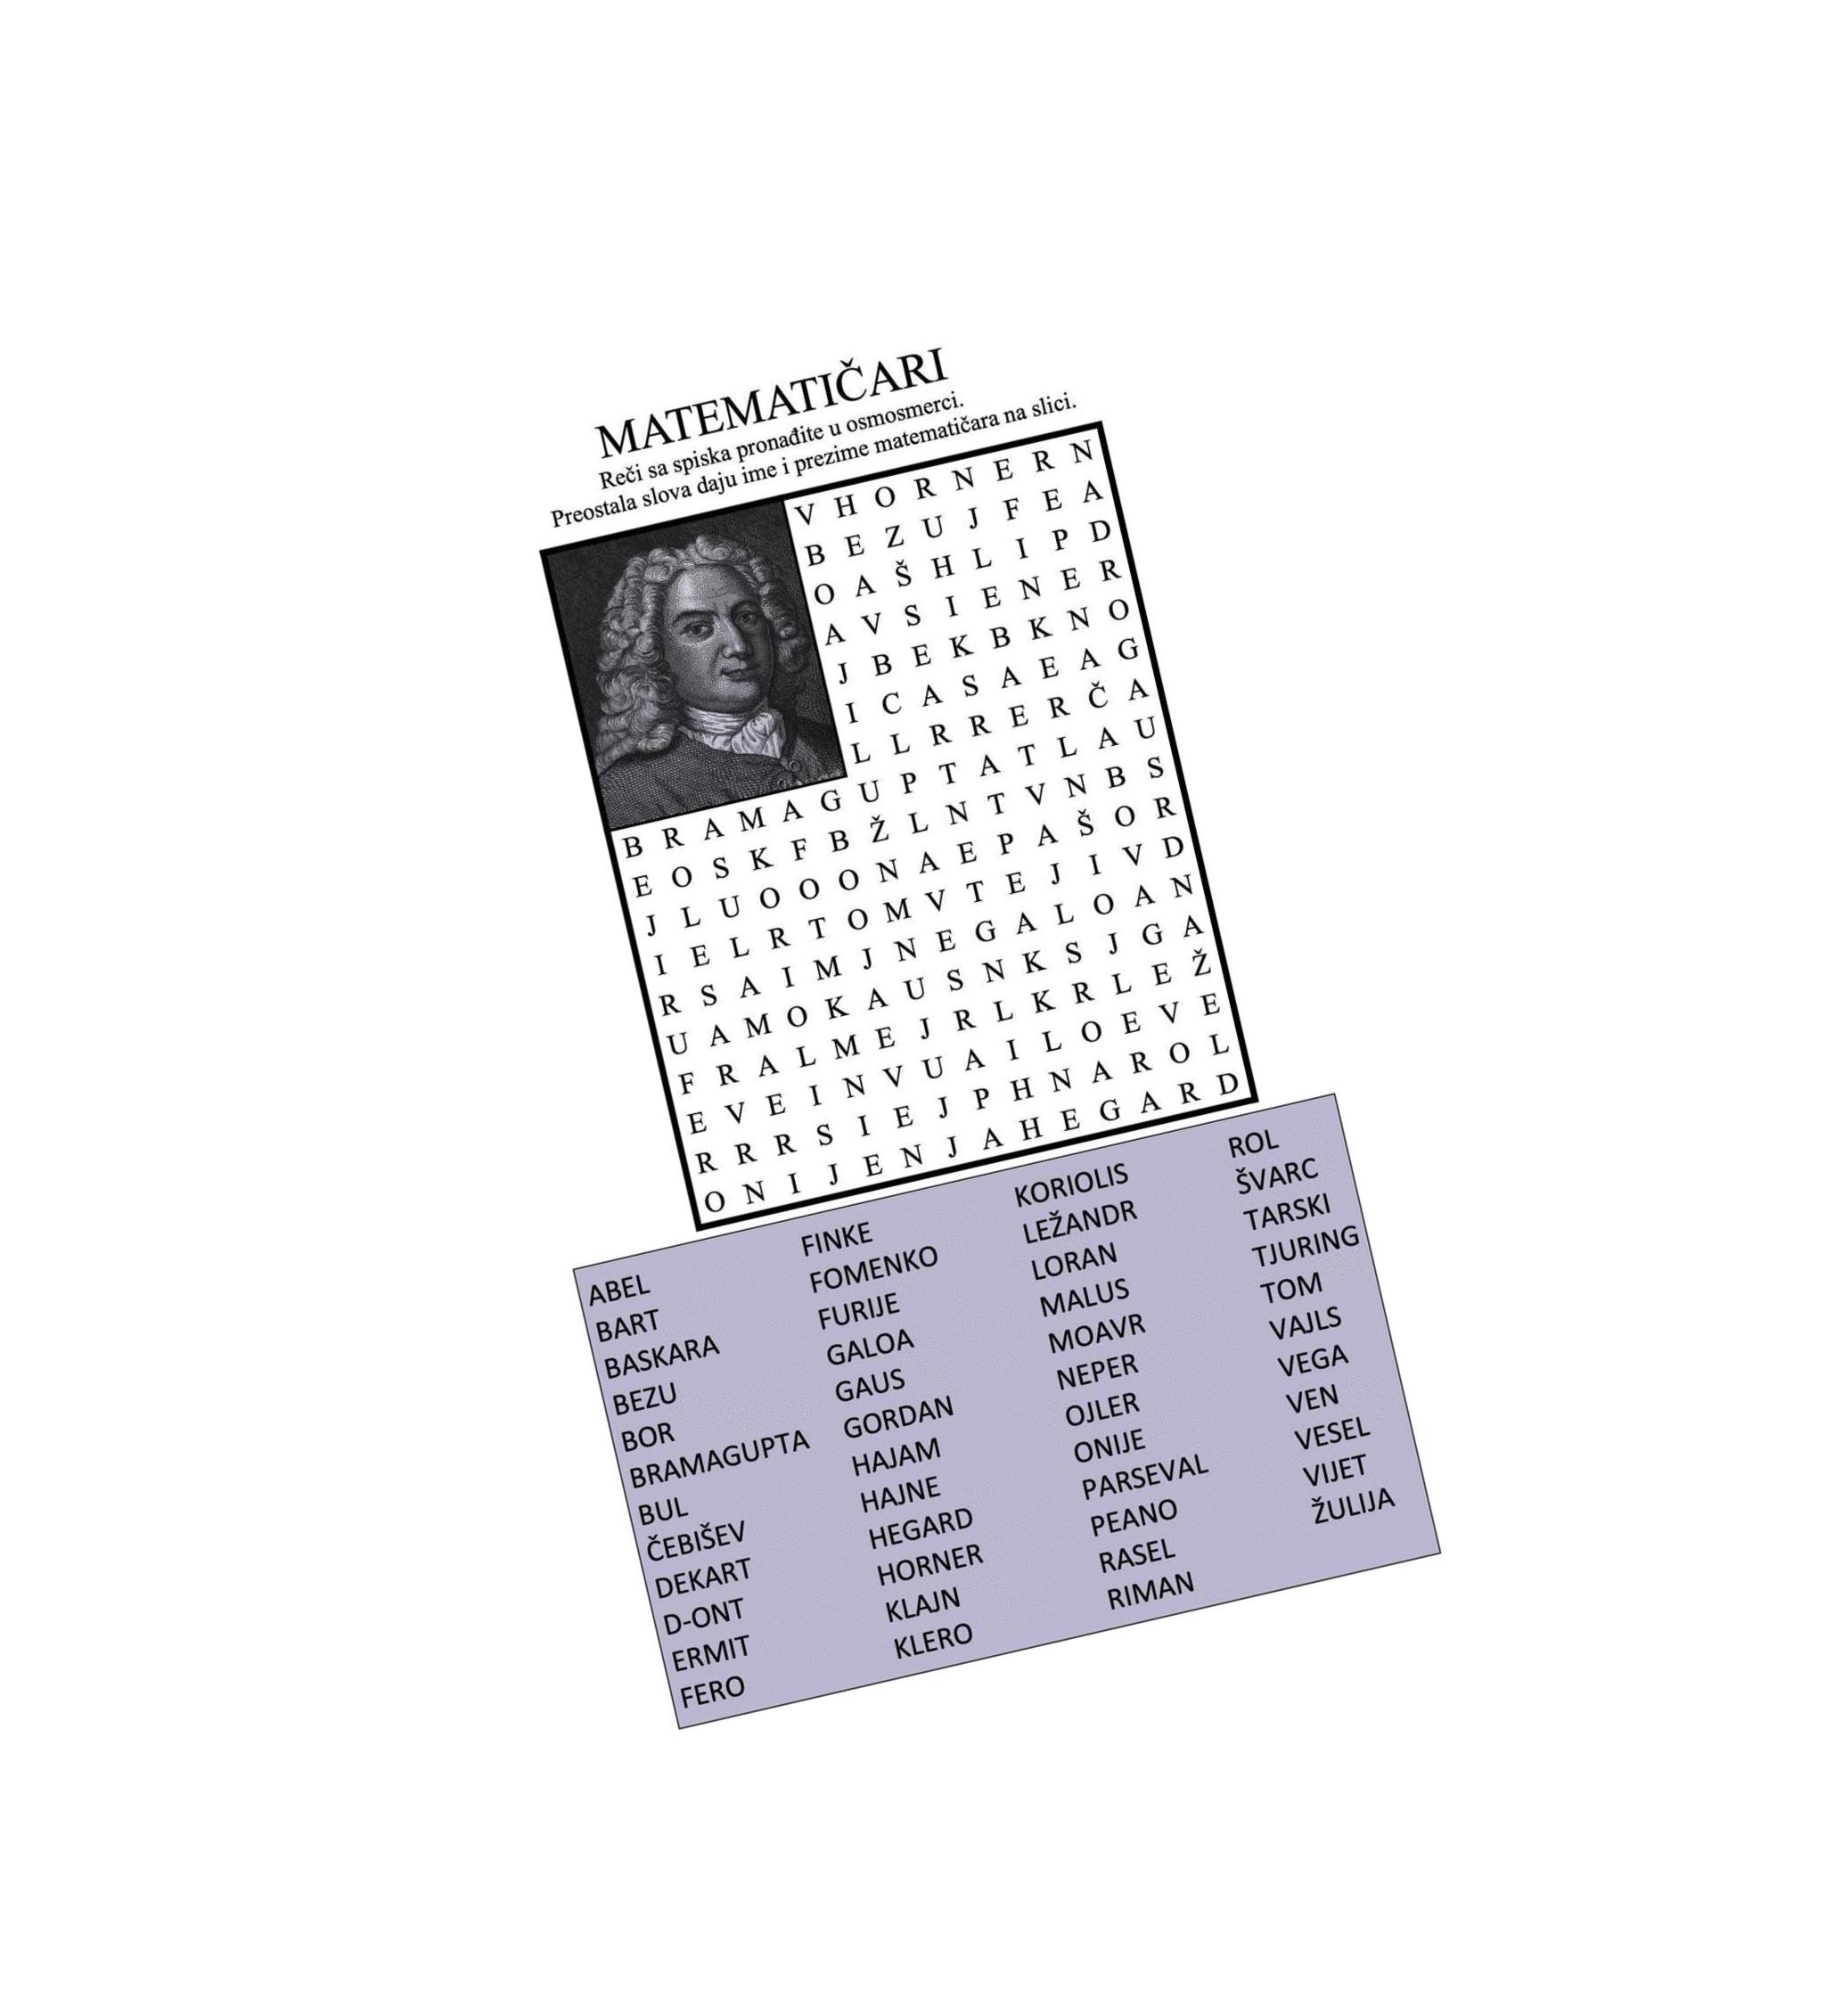 MATEMATIČARI
Reči sa spiska pronađite u osmosmerci.
Preostala slova daju ime i prezime matematičara na slici.
V H O R N E R N
B E Z U J F E A
O A Š H L I P D
A V S I E N E R
J B E K B K N O
I C A S A E A G
L L R R E R Č A
B R A M A G U P T A T L A U
E O S K F B Ž L N T V N B S
J L U O O O N A E P A Š O R
I E L R T O M V T E J I V D
R S A I M J N E G A L O A N
U A M O K A U S N K S J G A
F R A L M E J R L K R L E Ž
E V E I N V U A I L O E V E
R R R S I E J P H N A R O L
O N I J E N J A H E G A R D
ABEL
BART
BASKARA
BEZU
BOR
BRAMAGUPTA
BUL
ČEBIŠEV
DEKART
D-ONT
ERMIT
FERO
FINKE
FOMENKO
FURIJE
GALOA
GAUS
GORDAN
HAJAM
HAJNE
HEGARD
HORNER
KLAJN
KLERO
KORIOLIS
LEŽANDR
LORAN
MALUS
MOAVR
NEPER
OJLER
ONIJE
PARSEVAL
PEANO
RASEL
RIMAN
ROL
ŠVARC
TARSKI
TJURING
TOM
VAJLS
VEGA
VEN
VESEL
VIJET
ŽULIJA